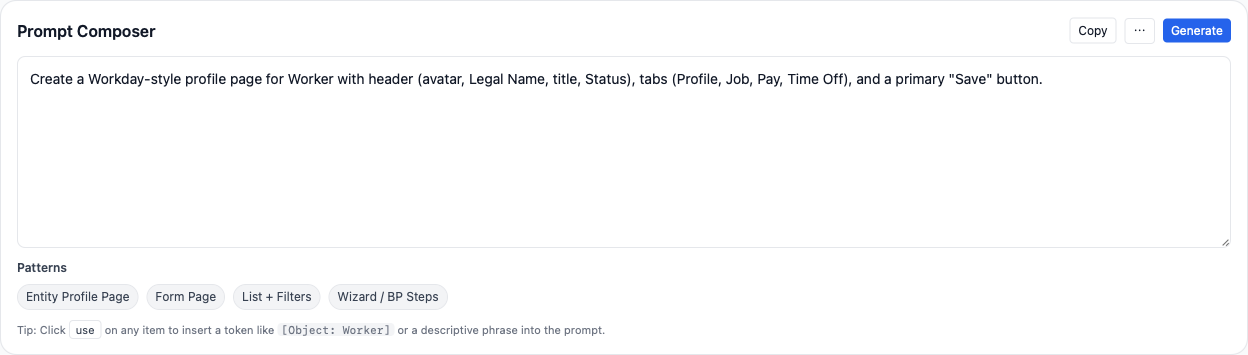 Prompt Composer
Copy
...
Generate
Create a Workday-style profile page for Worker with header (avatar, Legal Name, title, Status), tabs (Profile, Job, Pay, Time Off), and a primary "Save" button.
Patterns
Entity Profile Page
Form Page
List + Filters
Wizard / BP Steps
Tip: Click use on any item to insert a token like [Object: Worker] or a descriptive phrase into the prompt.